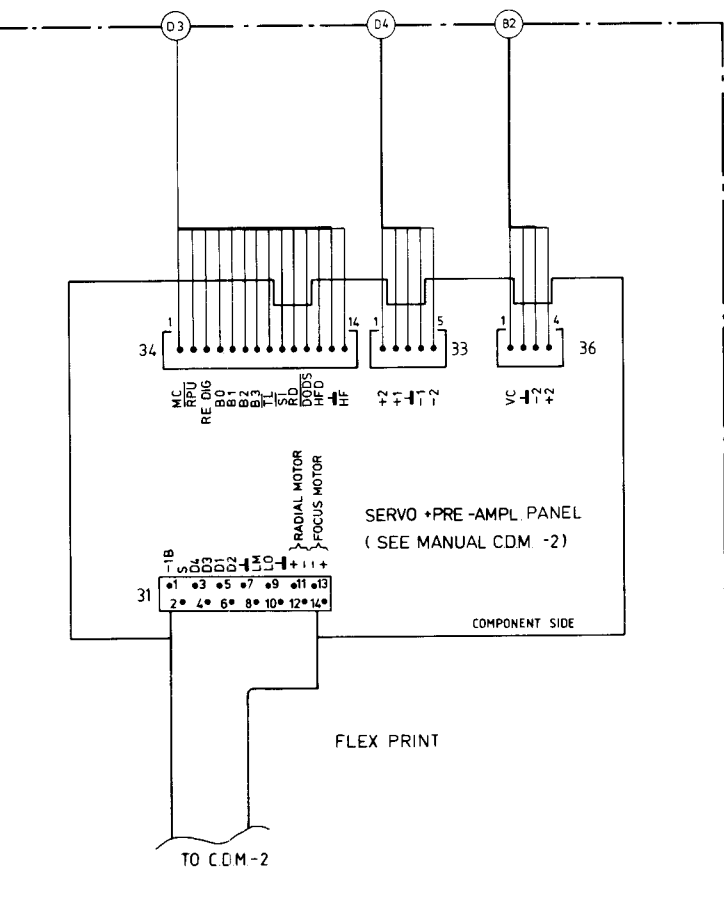 D3 D4 B2
1 14 1 5 1 4
34 33 36
MC
RPU
RE DIG
B0
B1
B2
B3
TL
SI
RD
DODS
HFD
HF
+2
+1
-1
-2
VC
-2
+2
RADIAL MOTOR
FOCUS MOTOR
SERVO +PRE-AMPL. PANEL
( SEE MANUAL C.D.M. -2)
-1B
S
D4
D3
D1
D2
LM
LO
+
-
-
+
31
1 3 5 7 9 11 13
2 4 6 8 10 12 14
COMPONENT SIDE
FLEX PRINT
TO C.D.M.-2